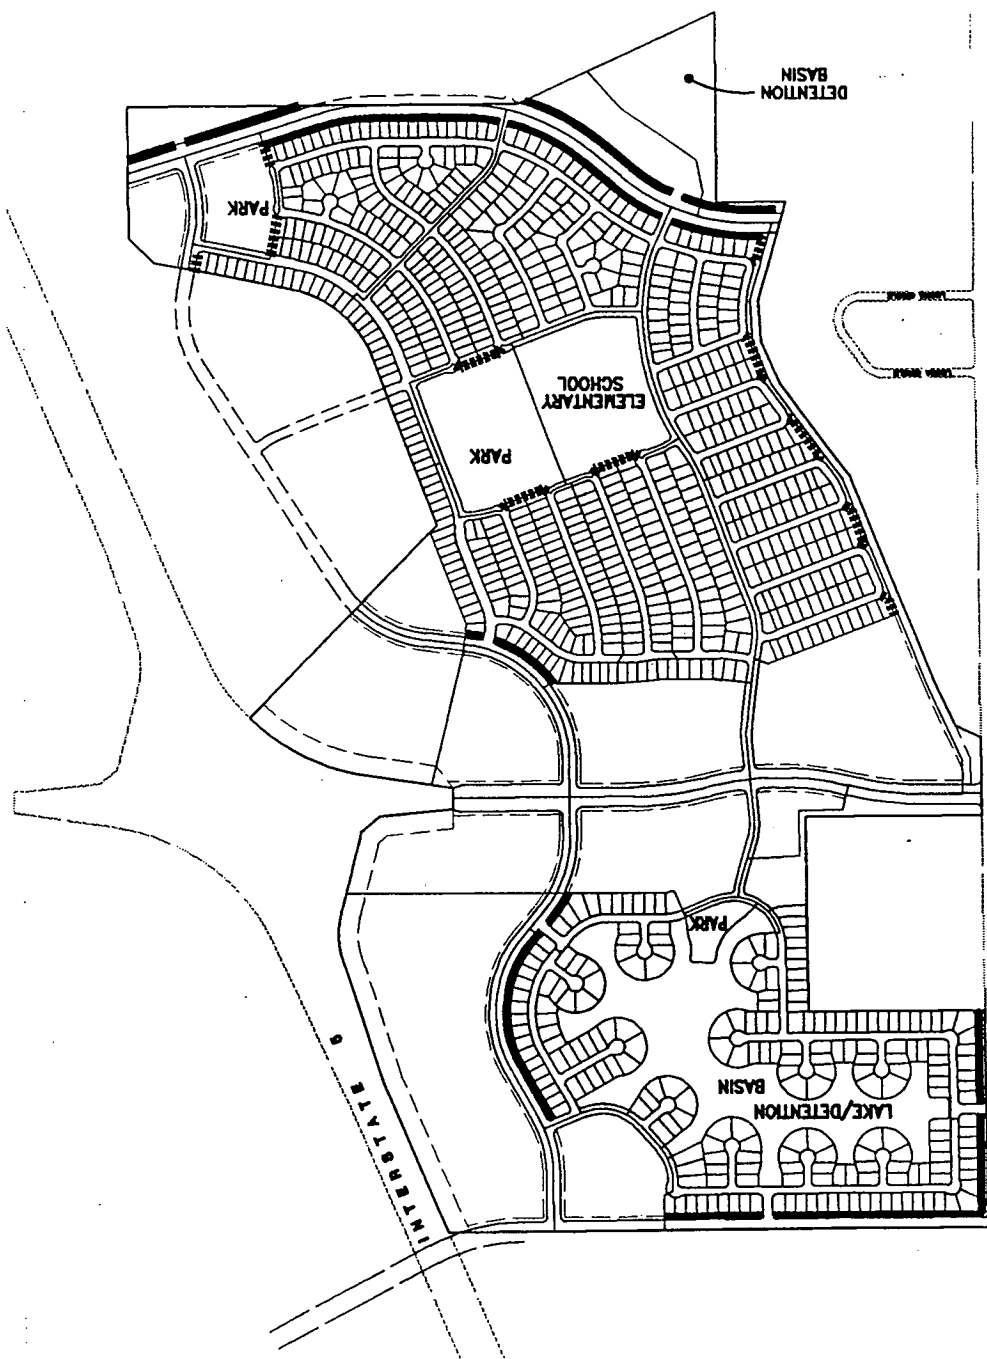 LAKE/DETENTION
BASIN
INTERSTATE 5
PARK
PARK
ELEMENTARY
SCHOOL
PARK
DETENTION
BASIN